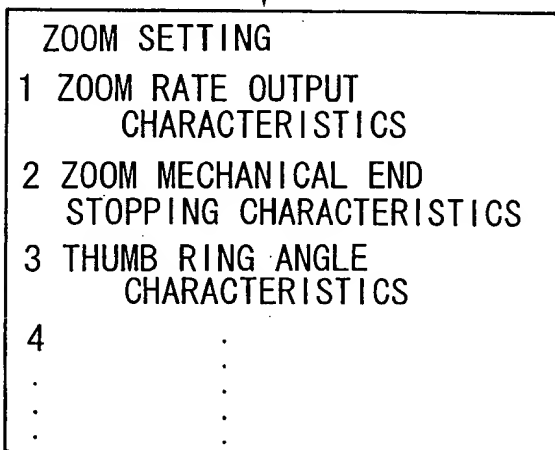 ZOOM SETTING
1 ZOOM RATE OUTPUT
CHARACTERISTICS
2 ZOOM MECHANICAL END
STOPPING CHARACTERISTICS
3 THUMB RING ANGLE
CHARACTERISTICS
4 .
. .
. .
. .